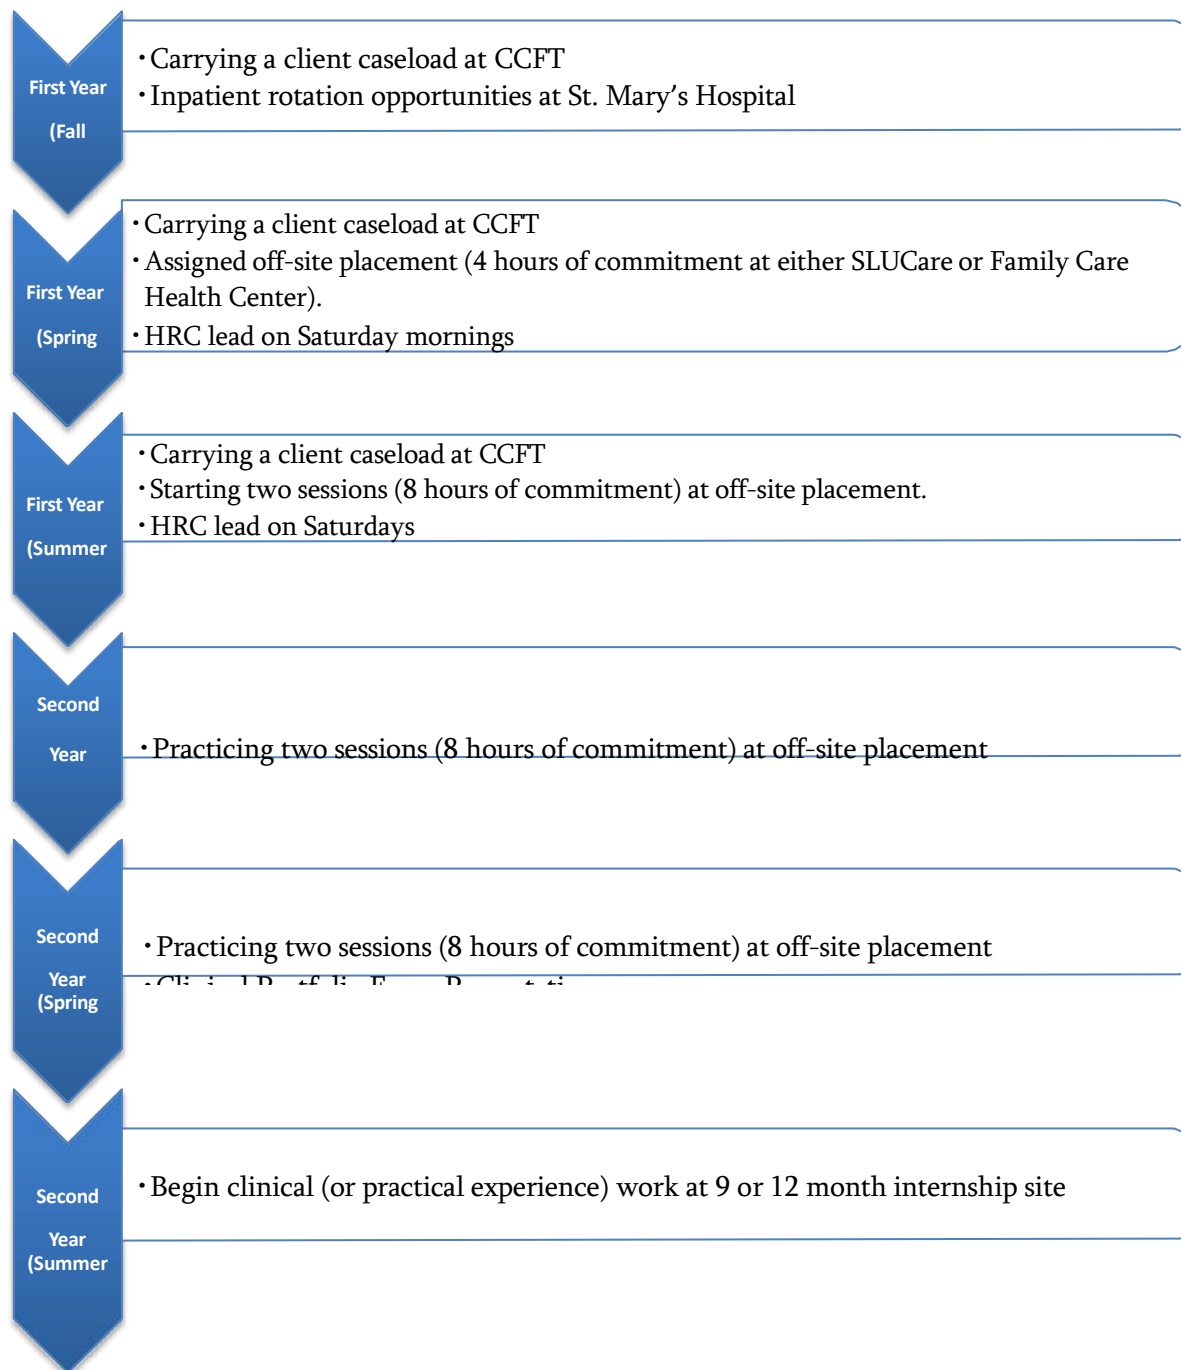 First Year
(Fall
• Carrying a client caseload at CCFT
• Inpatient rotation opportunities at St. Mary's Hospital
First Year
(Spring
• Carrying a client caseload at CCFT
• Assigned off-site placement (4 hours of commitment at either SLUCare or Family Care
Health Center).
• HRC lead on Saturday mornings
First Year
(Summer
• Carrying a client caseload at CCFT
• Starting two sessions (8 hours of commitment) at off-site placement.
• HRC lead on Saturdays
Second
Year
• Practicing two sessions (8 hours of commitment) at off-site placement
Second
Year
(Spring
• Practicing two sessions (8 hours of commitment) at off-site placement
• Clinical Portfolio
Second
Year
(Summer
• Begin clinical (or practical experience) work at 9 or 12 month internship site